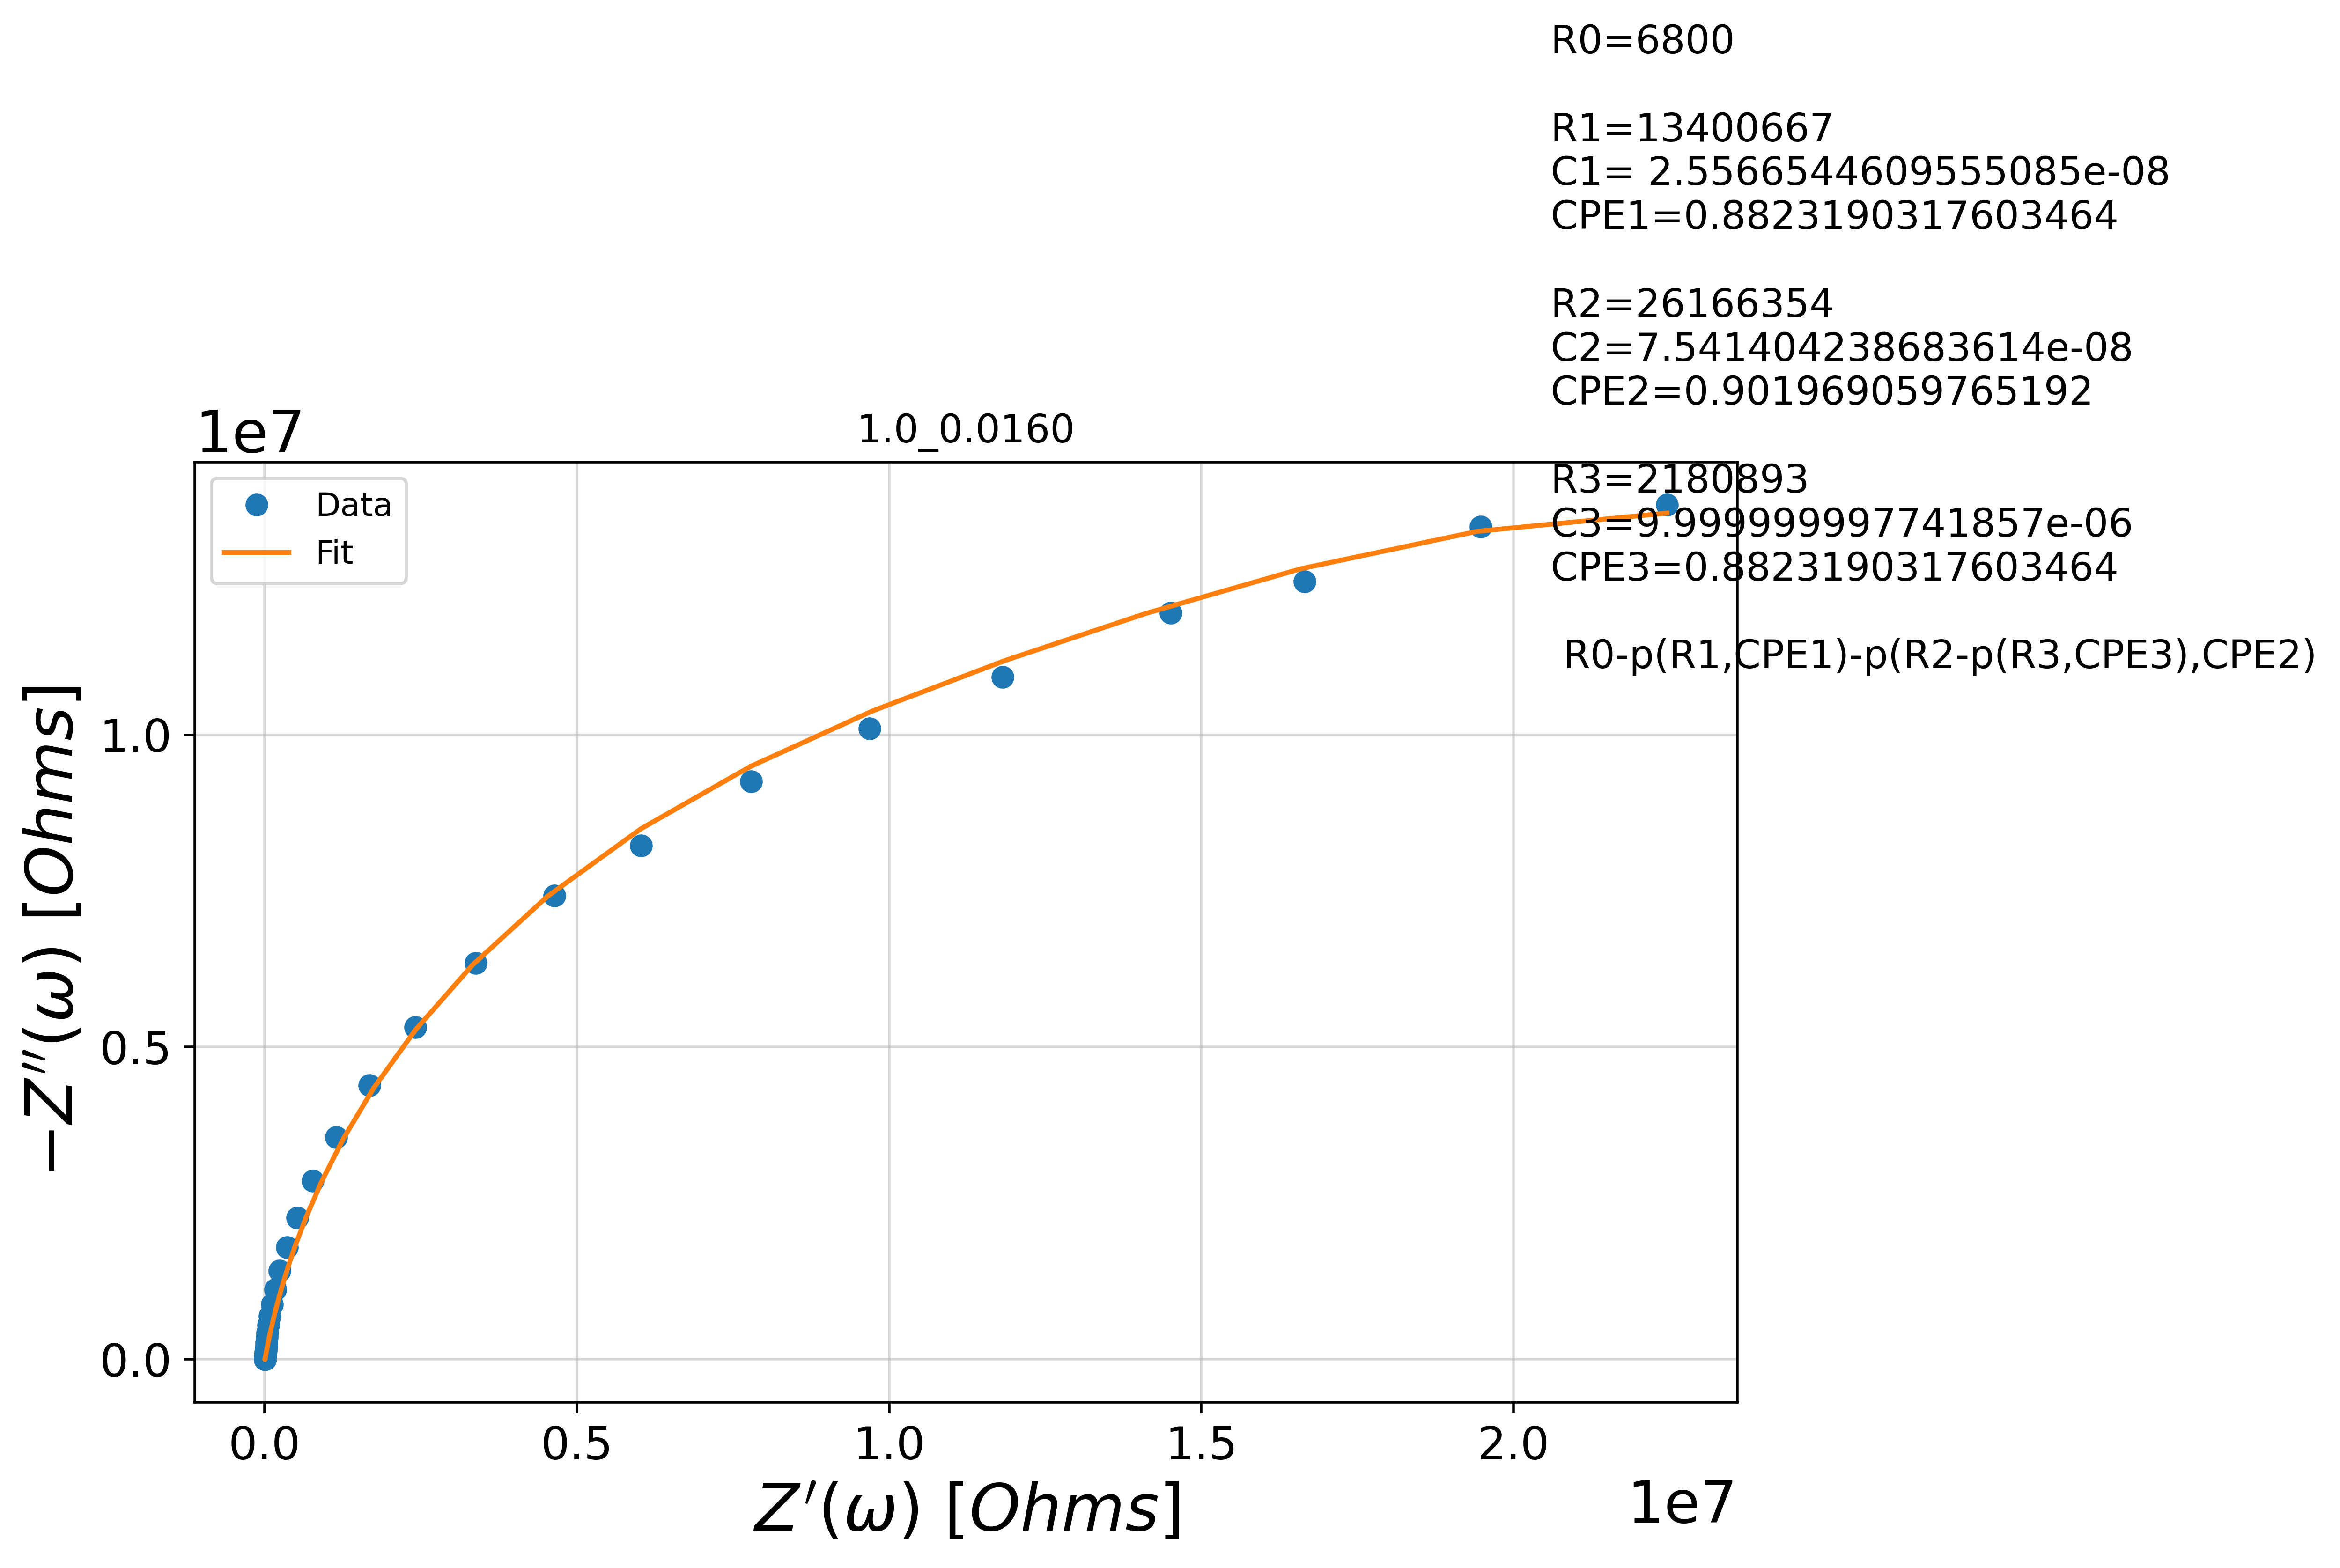 R0=6800
R1=13400667
C1= 2.5566544609555085e-08
CPE1=0.8823190317603464
R2=26166354
C2=7.541404238683614e-08
CPE2=0.901969059765192
1e7
1.0_0.0160
R3=2180893
C3=9.999999997741857e-06
CPE3=0.8823190317603464
R0-p(R1,CPE1)-p(R2-p(R3,CPE3),CPE2)
Data
Fit
−Z′′(ω) [Ohms]
1.0
0.5
0.0
0.0 0.5 1.0 1.5 2.0
Z′(ω) [Ohms]
1e7